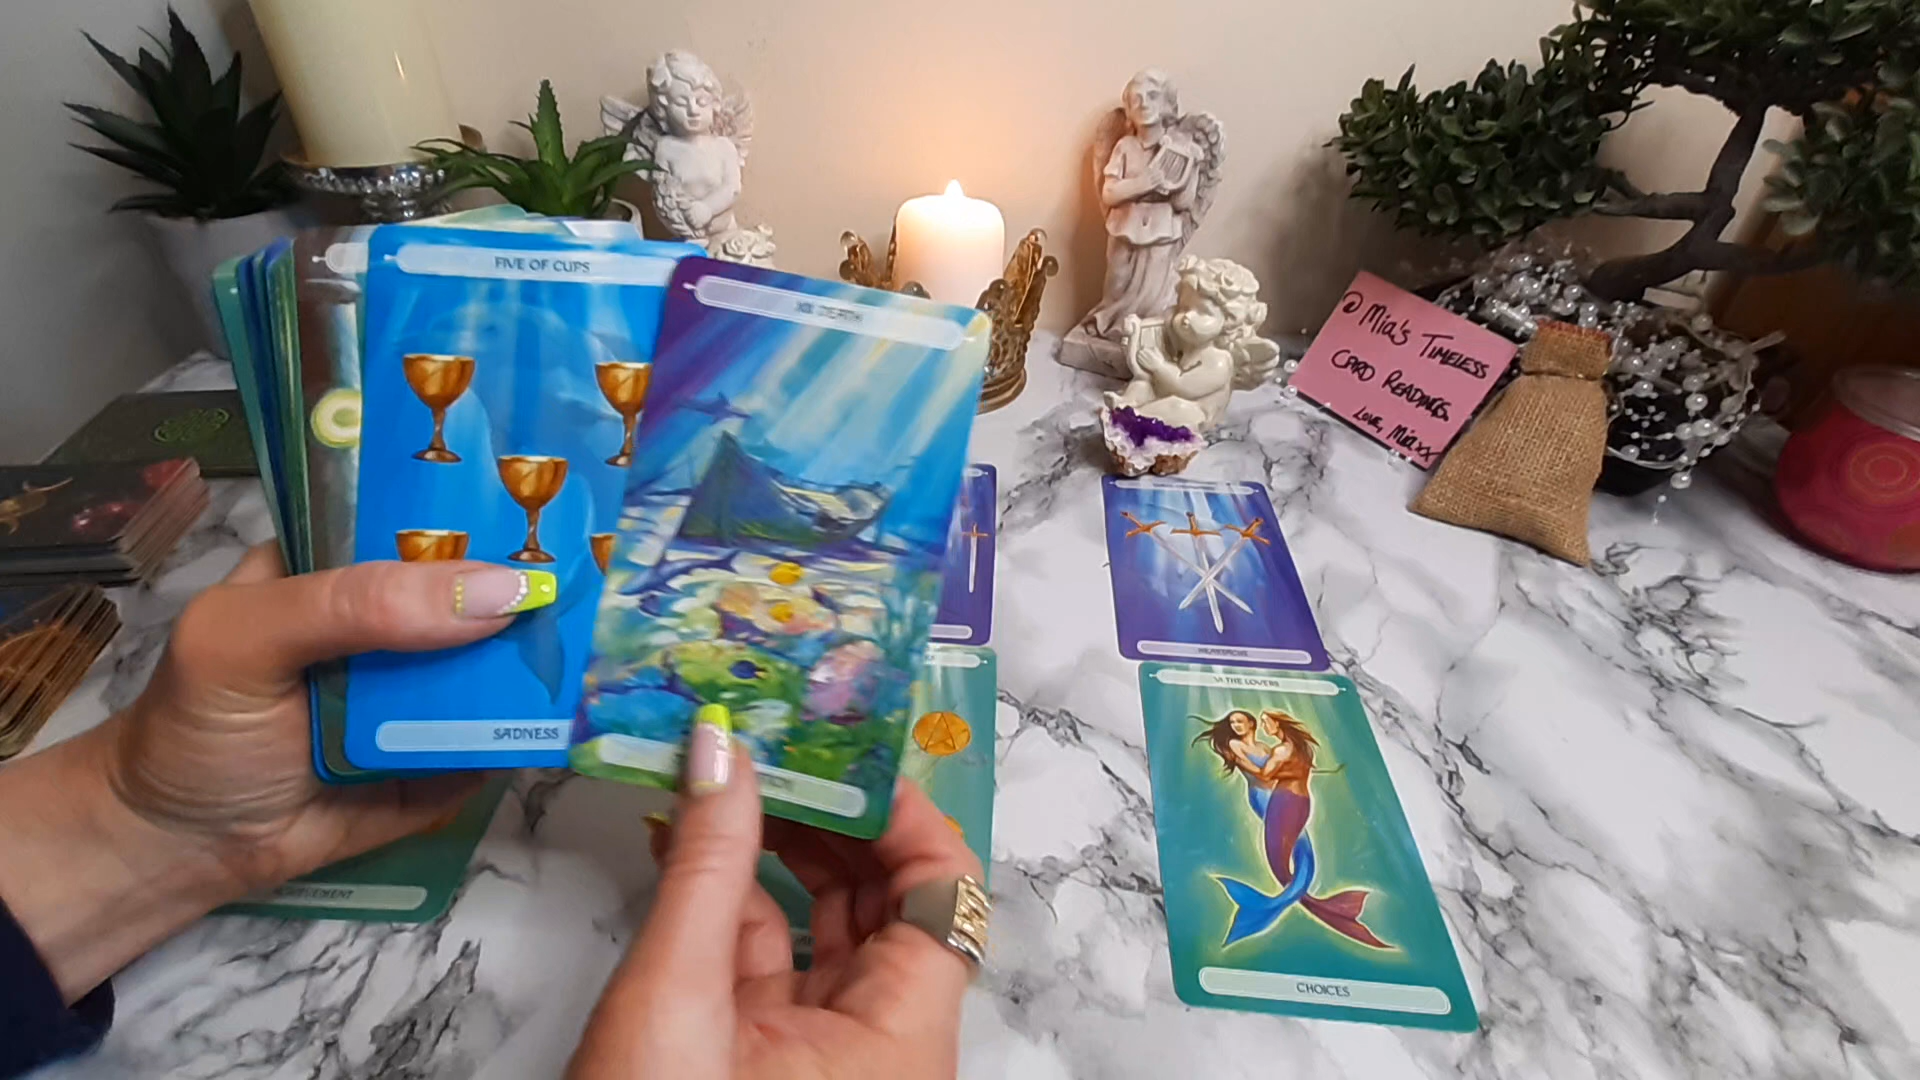 FIVE OF CUPS
XIII DEATH
@ Mia's Timeless
Card Readings.
Love, Mia xx
VI THE LOVERS
SADNESS
CHOICES